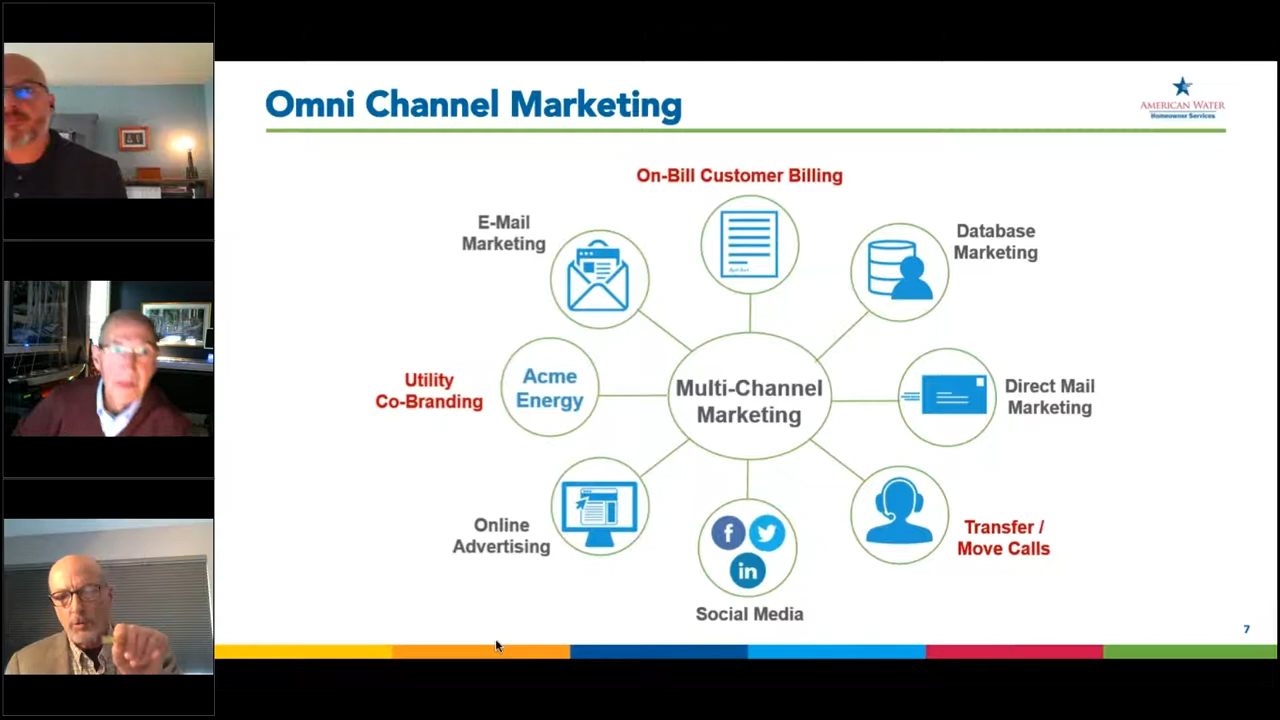 Omni Channel Marketing
AMERICAN WATER
Homeowner Services
On-Bill Customer Billing
E-Mail
Marketing
Database
Marketing
Utility
Co-Branding
Acme
Energy
Multi-Channel
Marketing
Direct Mail
Marketing
Online
Advertising
f
in
Social Media
Transfer /
Move Calls
7